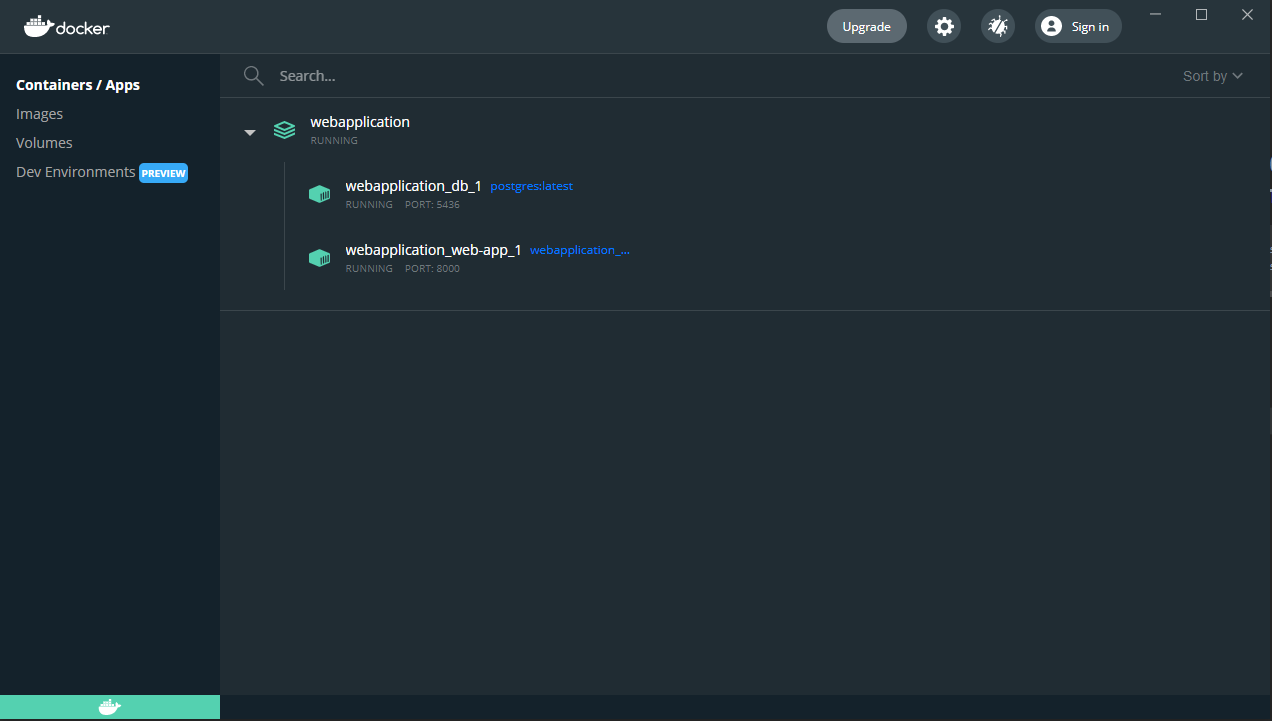 docker
Upgrade
Sign in
Containers / Apps
Images
Volumes
Dev Environments PREVIEW
Search...
Sort by
webapplication
RUNNING
webapplication_db_1 postgres:latest
RUNNING PORT: 5436
webapplication_web-app_1 webapplication_...
RUNNING PORT: 8000